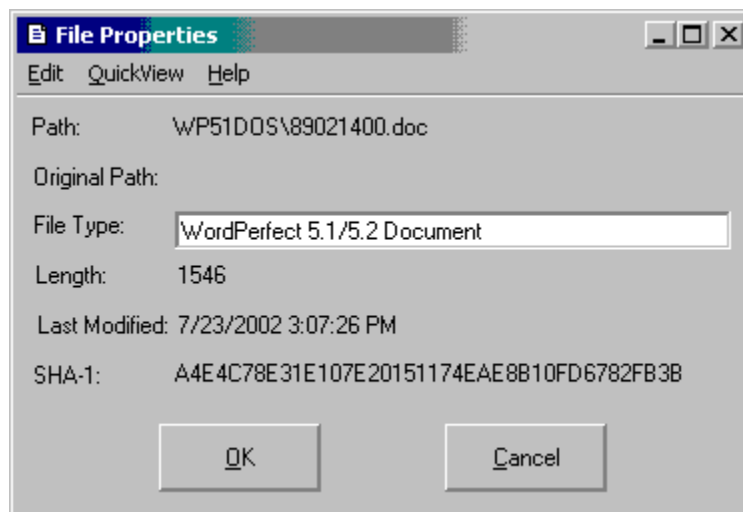 File Properties
Edit QuickView Help
Path: WP51DOS\89021400.doc
Original Path:
File Type: WordPerfect 5.1/5.2 Document
Length: 1546
Last Modified: 7/23/2002 3:07:26 PM
SHA-1: A4E4C78E31E107E20151174EAE8B10FD6782FB3B
OK Cancel